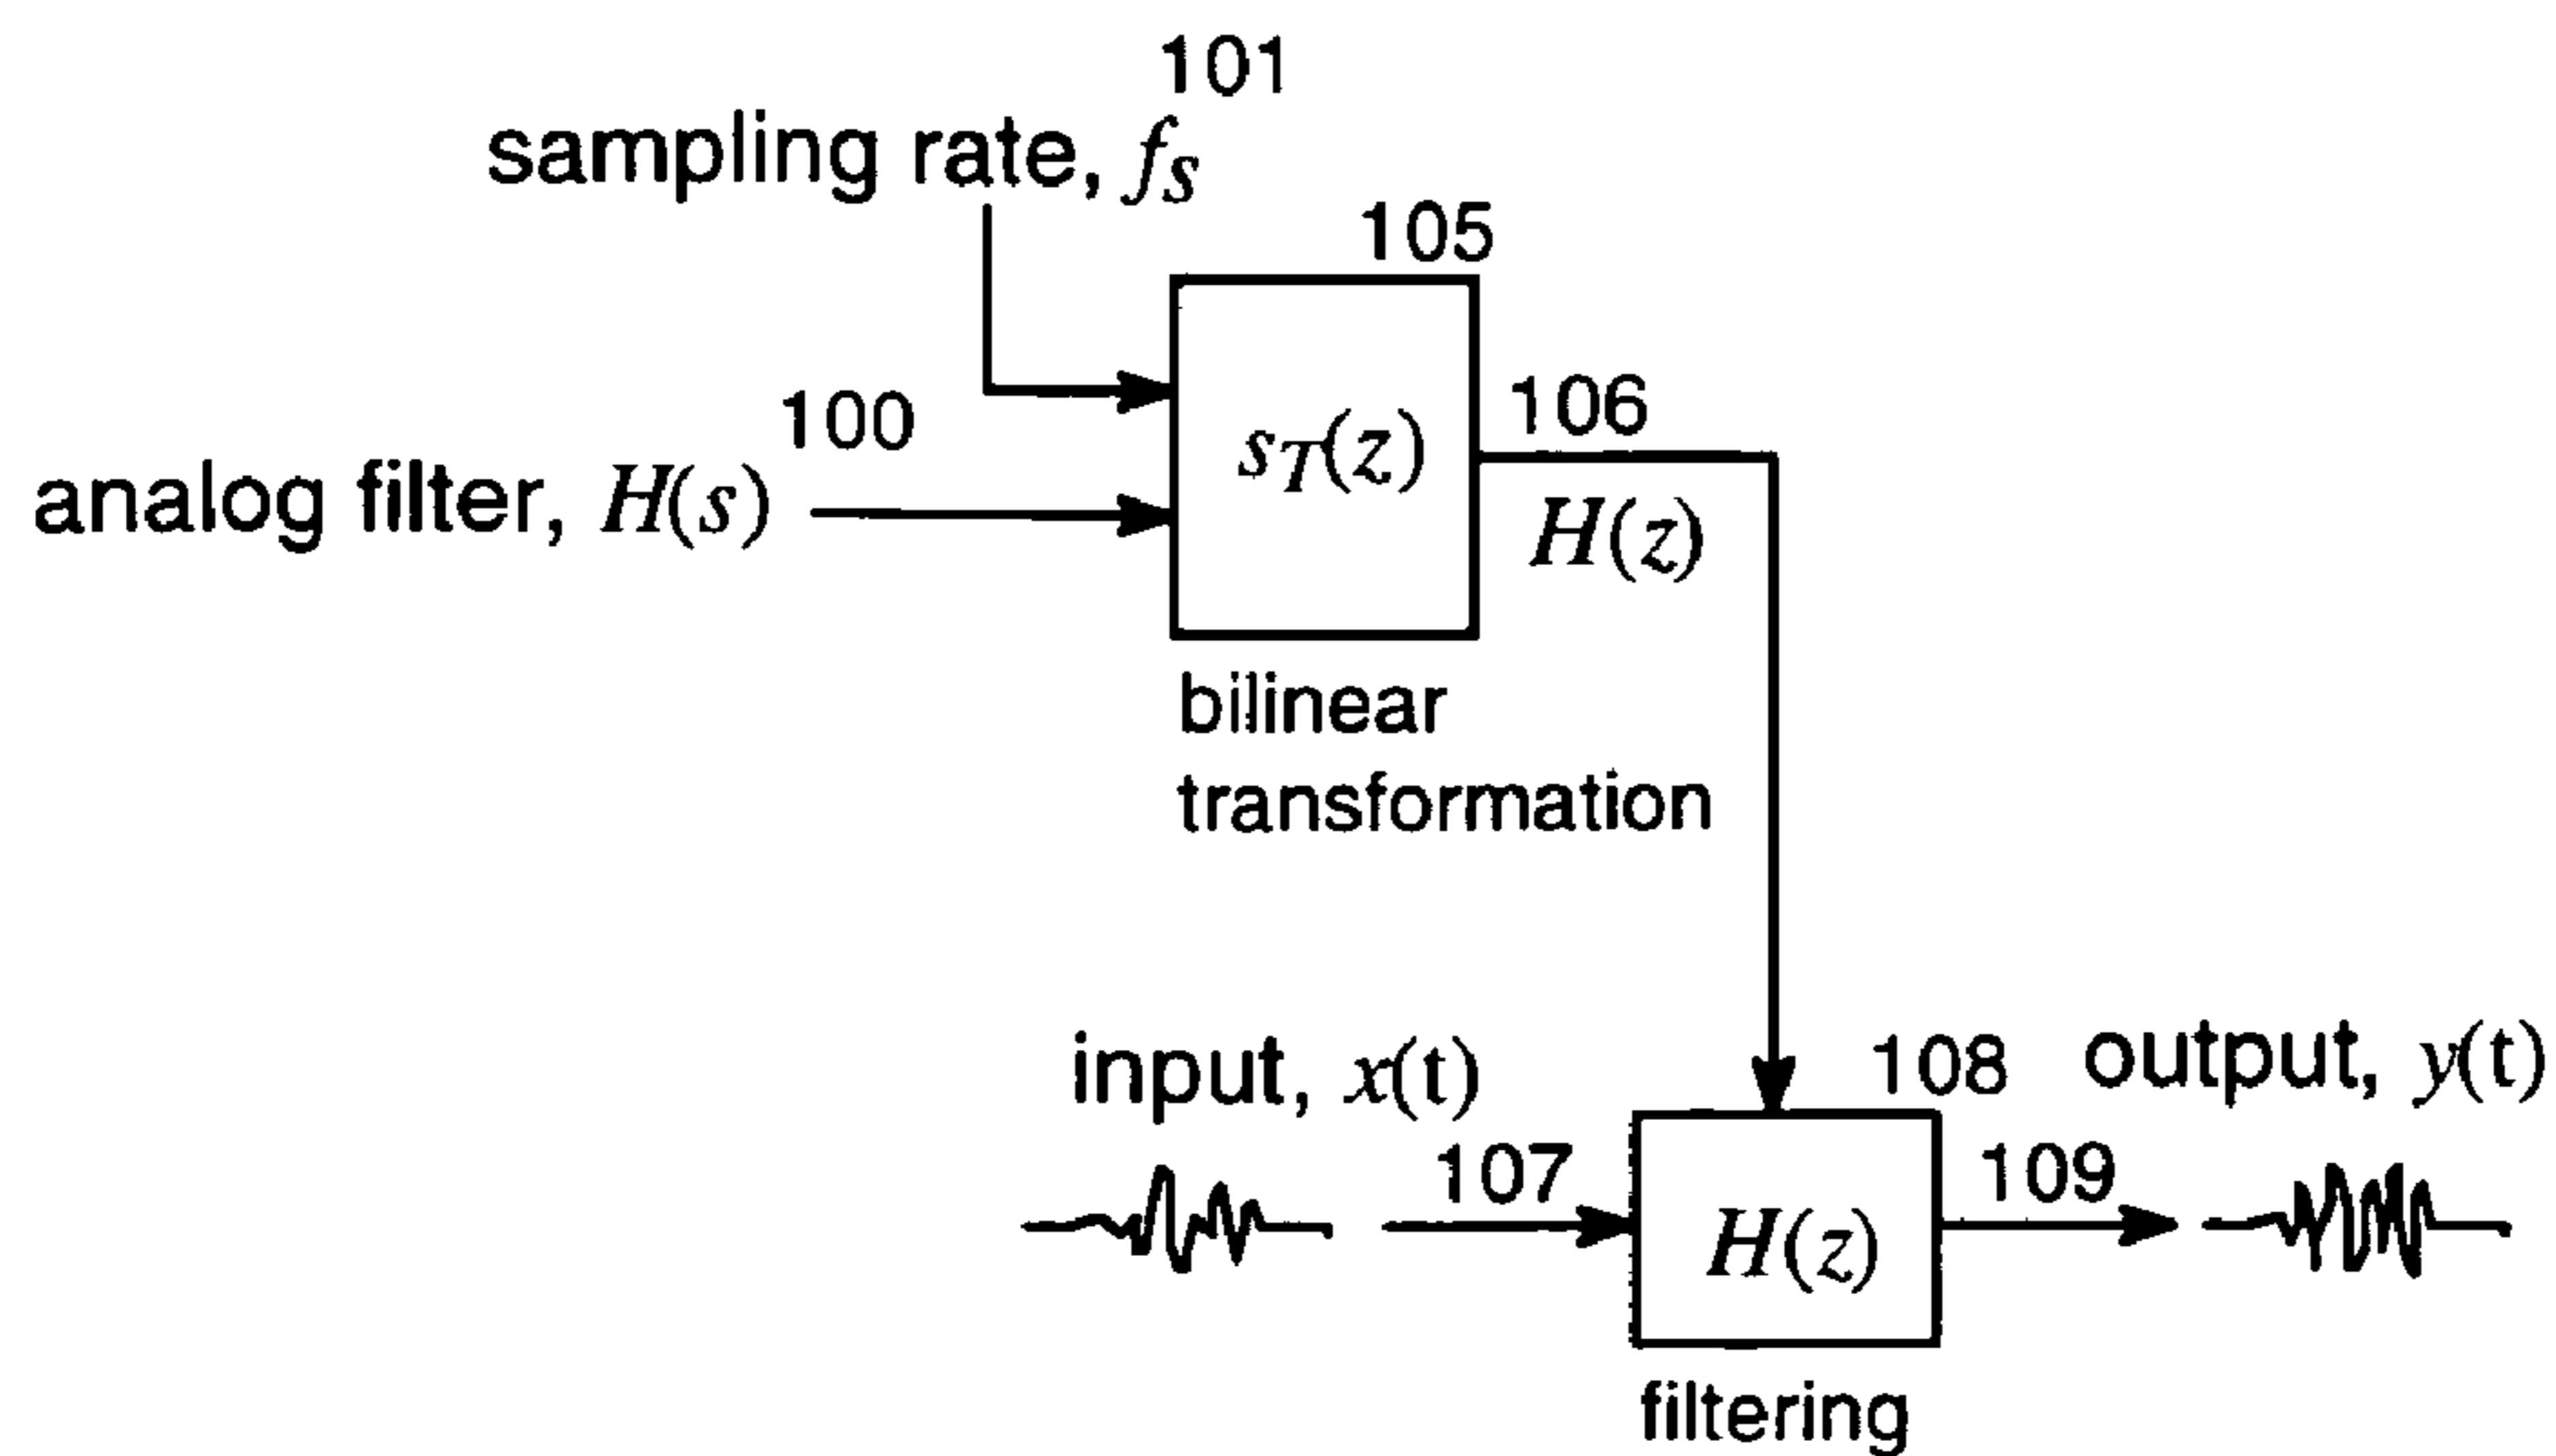 101
sampling rate, fs
105
100
analog filter, H(s)
sT(z)
106
H(z)
bilinear
transformation
input, x(t)
107
108
H(z)
filtering
output, y(t)
109